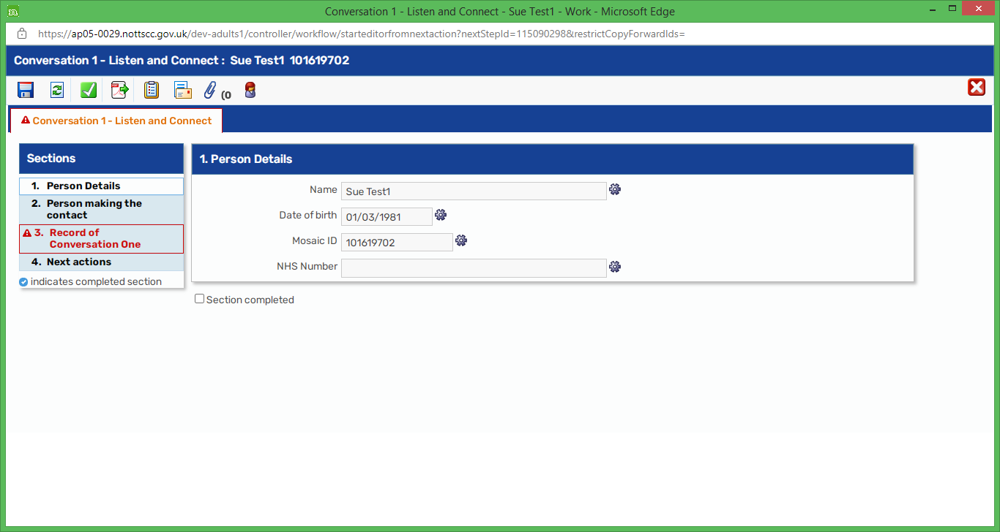 Conversation 1 - Listen and Connect - Sue Test1 - Work - Microsoft Edge
https://ap05-0029.nottscc.gov.uk/dev-adults1/controller/workflow/starteditorfromnextaction?nextStepId=115090298&restrictCopyForwardIds=
Conversation 1 - Listen and Connect : Sue Test1 101619702
(0
Conversation 1 - Listen and Connect
Sections
1. Person Details
2. Person making the
contact
3. Record of
Conversation One
4. Next actions
indicates completed section
1. Person Details
Name Sue Test1
Date of birth 01/03/1981
Mosaic ID 101619702
NHS Number
Section completed